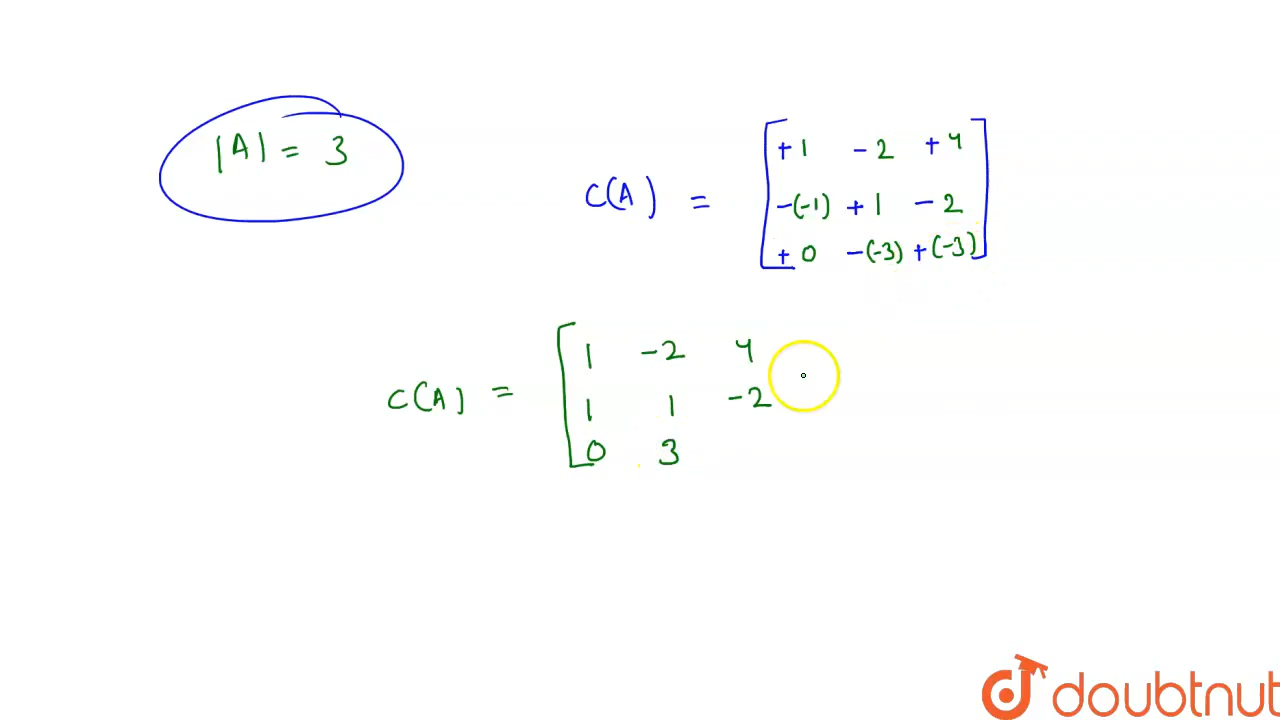 |A| = 3
C(A) = [ +1 -2 +4
-(-1) +1 -2
+0 -(-3) +(-3) ]
C(A) = [ 1 -2 4
1 1 -2
0 3
doubtnut